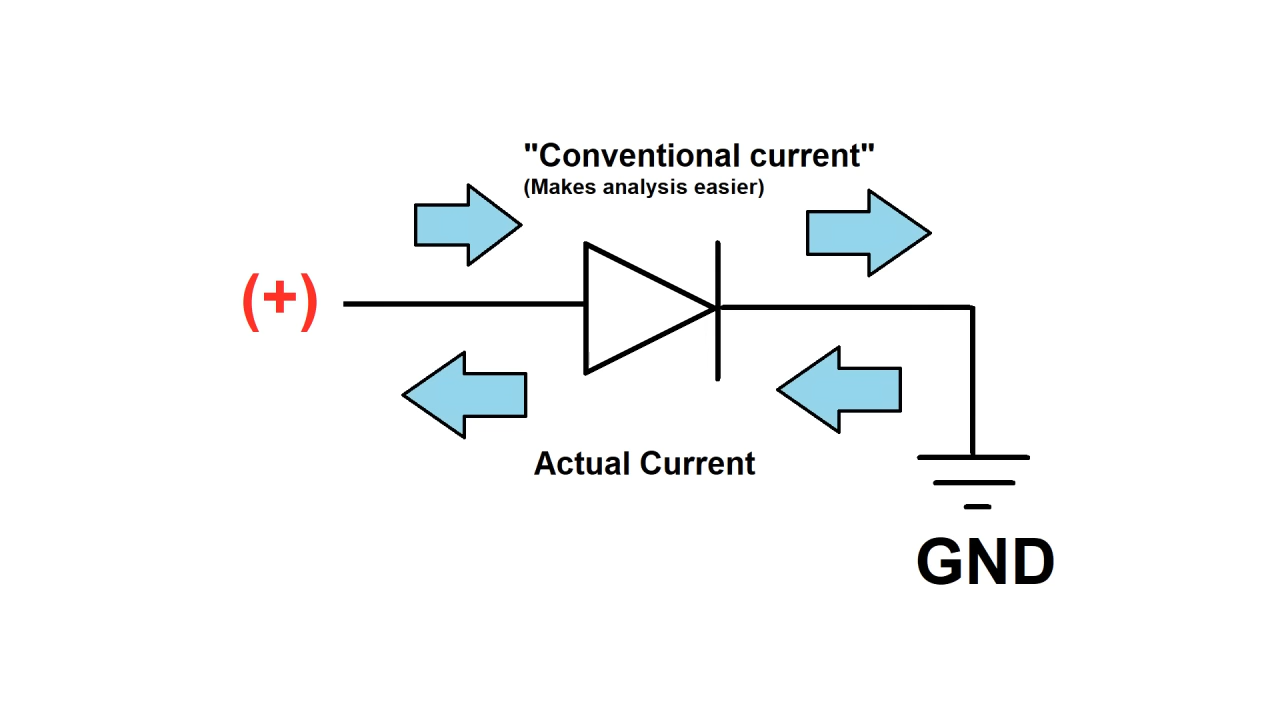 "Conventional current"
(Makes analysis easier)
(+)
Actual Current
GND